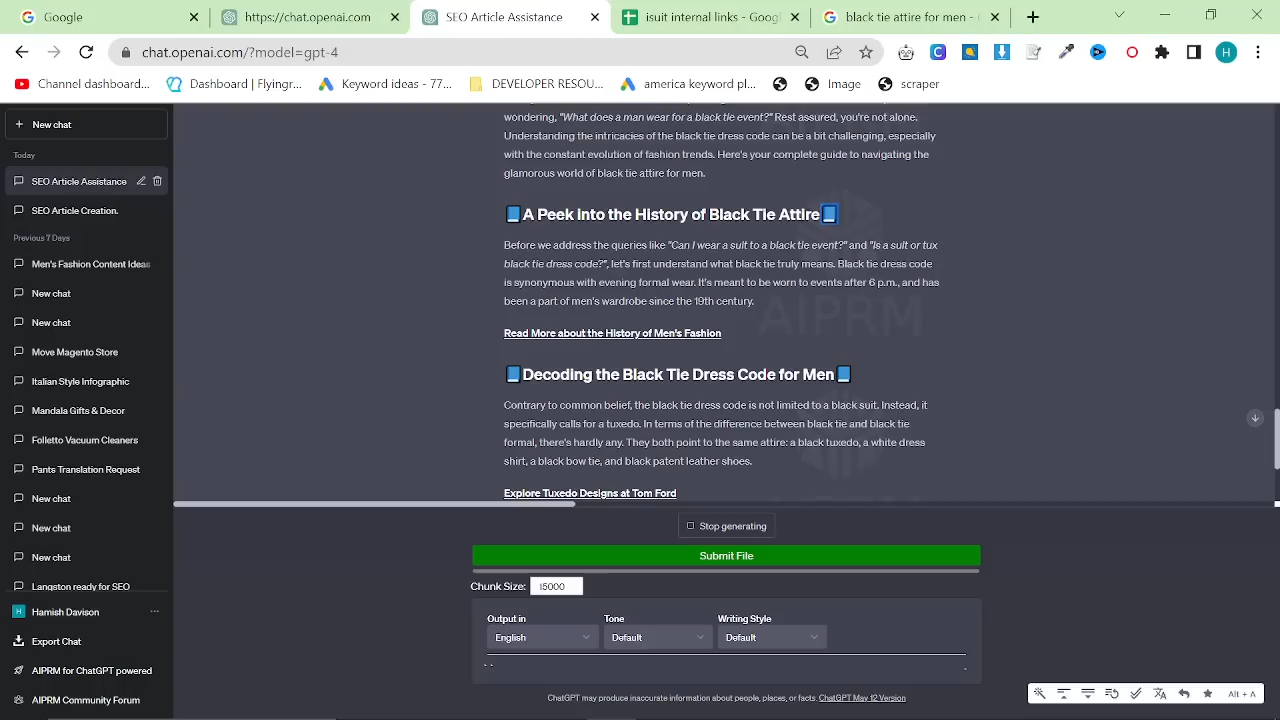 Google
https://chat.openai.com/
SEO Article Assistance
isuit internal links - Googl
black tie attire for men -
chat.openai.com/?model=gpt-4
Channel dashboard...
Dashboard | Flyingr...
Keyword ideas - 77...
DEVELOPER RESOU...
america keyword pl...
Image
scraper
New chat
Today
SEO Article Assistance
SEO Article Creation.
Previous 7 Days
Men's Fashion Content Ideas
New chat
New chat
Move Magento Store
Italian Style Infographic
Mandala Gifts & Decor
Folletto Vacuum Cleaners
Pants Translation Request
New chat
New chat
New chat
Langston ready for SEO
Hamish Davison
Export Chat
AIPRM for ChatGPT powered
AIPRM Community Forum
wondering, "What does a man wear for a black tie event?" Rest assured, you're not alone.
Understanding the intricacies of the black tie dress code can be a bit challenging, especially
with the constant evolution of fashion trends. Here's your complete guide to navigating the
glamorous world of black tie attire for men.
A Peek into the History of Black Tie Attire
Before we address the queries like "Can I wear a suit to a black tie event?" and "Is a suit or tux
black tie dress code?", let's first understand what black tie truly means. Black tie dress code
is synonymous with evening formal wear. It's meant to be worn to events after 6 p.m., and has
been a part of men's wardrobe since the 19th century.
AIPRM
Read More about the History of Men's Fashion
Decoding the Black Tie Dress Code for Men
Contrary to common belief, the black tie dress code is not limited to a black suit. Instead, it
specifically calls for a tuxedo. In terms of the difference between black tie and black tie
formal, there's hardly any. They both point to the same attire: a black tuxedo, a white dress
shirt, a black bow tie, and black patent leather shoes.
Explore Tuxedo Designs at Tom Ford
Stop generating
Submit File
Chunk Size: 15000
Output in Tone Writing Style
English Default Default
ChatGPT may produce inaccurate information about people, places, or facts. ChatGPT May 12 Version
Alt + A